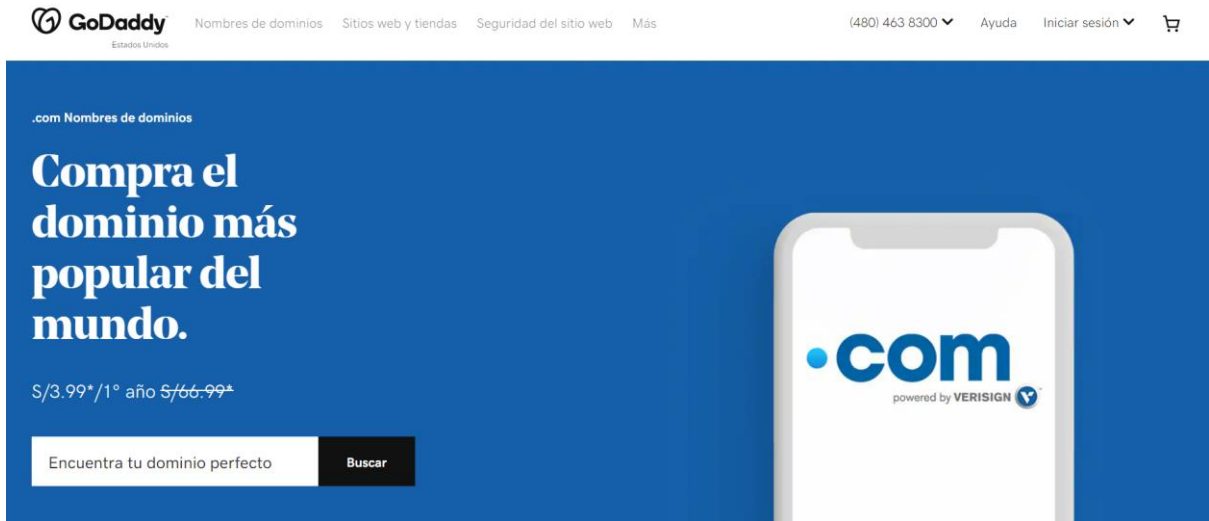 GoDaddy
Estados Unidos
Nombres de dominios Sitios web y tiendas Seguridad del sitio web Más
(480) 463 8300 Ayuda Iniciar sesión
.com Nombres de dominios
Compra el
dominio más
popular del
mundo.
S/3.99*/1° año S/66.99*
Encuentra tu dominio perfecto Buscar
.com
powered by VERISIGN